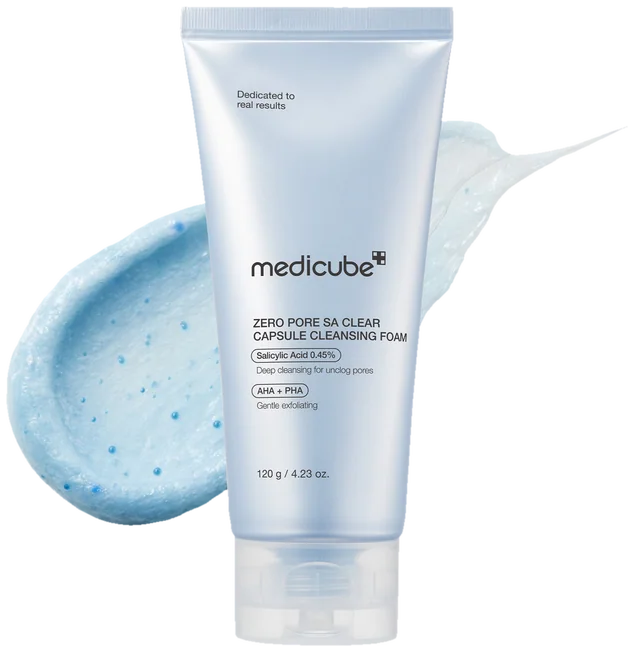 Dedicated to
real results
medicube
ZERO PORE SA CLEAR
CAPSULE CLEANSING FOAM
Salicylic Acid 0.45%
Deep cleansing for unclog pores
AHA + PHA
Gentle exfoliating
120 g / 4.23 oz.